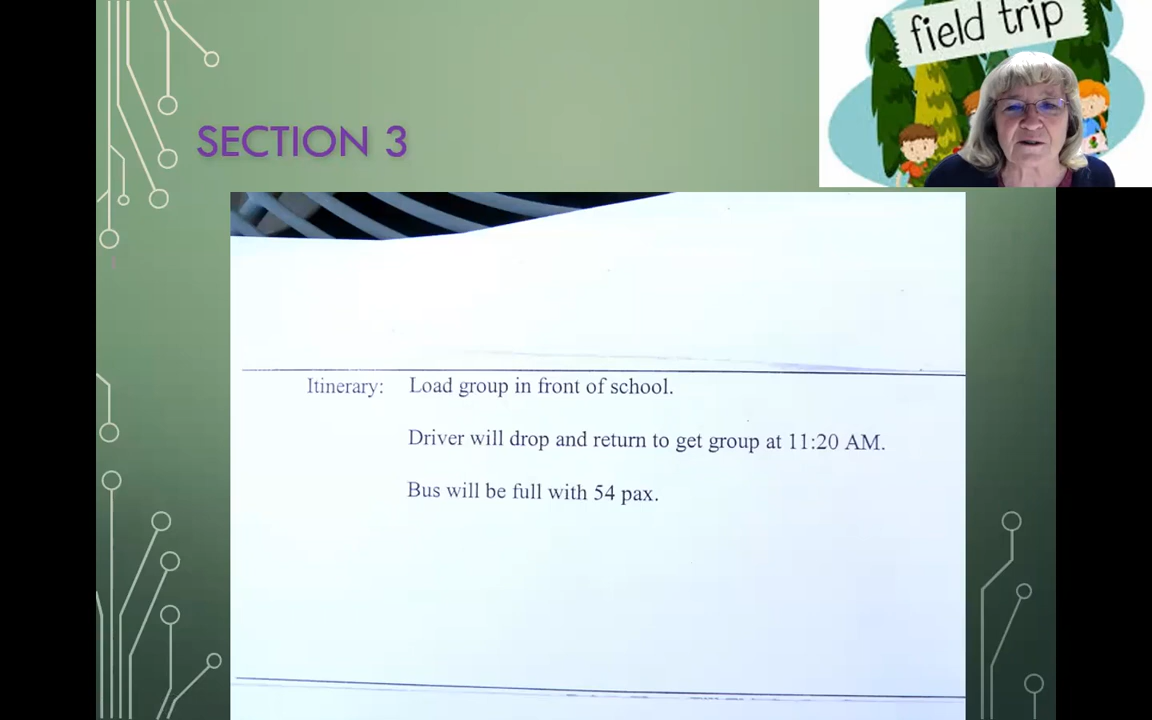 field trip
SECTION 3
Itinerary: Load group in front of school.
Driver will drop and return to get group at 11:20 AM.
Bus will be full with 54 pax.